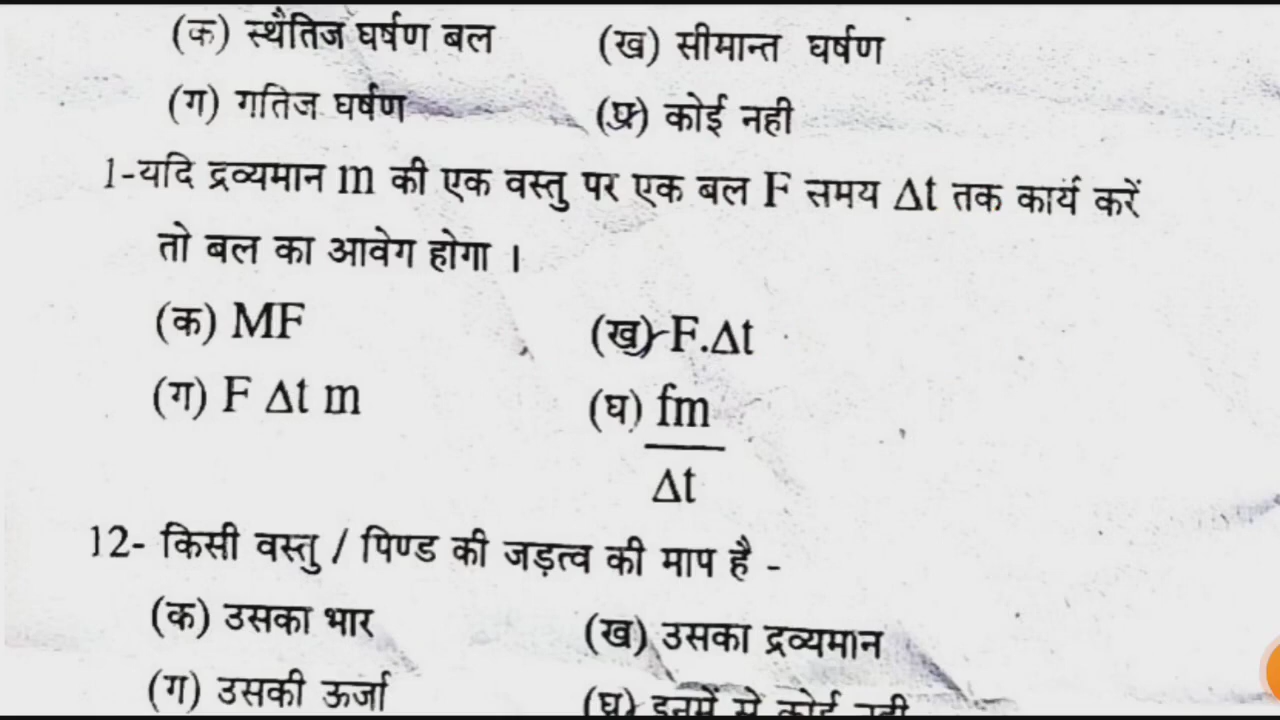 (क) स्थैतिज घर्षण बल (ख) सीमान्त घर्षण
(ग) गतिज घर्षण (घ) कोई नही
1-यदि द्रव्यमान m की एक वस्तु पर एक बल F समय Δt तक कार्य करें
तो बल का आवेग होगा ।
(क) MF (ख) F.Δt
(ग) F Δt m (घ) fm
Δt
12- किसी वस्तु / पिण्ड की जड़त्व की माप है -
(क) उसका भार (ख) उसका द्रव्यमान
(ग) उसकी ऊर्जा (घ) इनमें से कोई नही